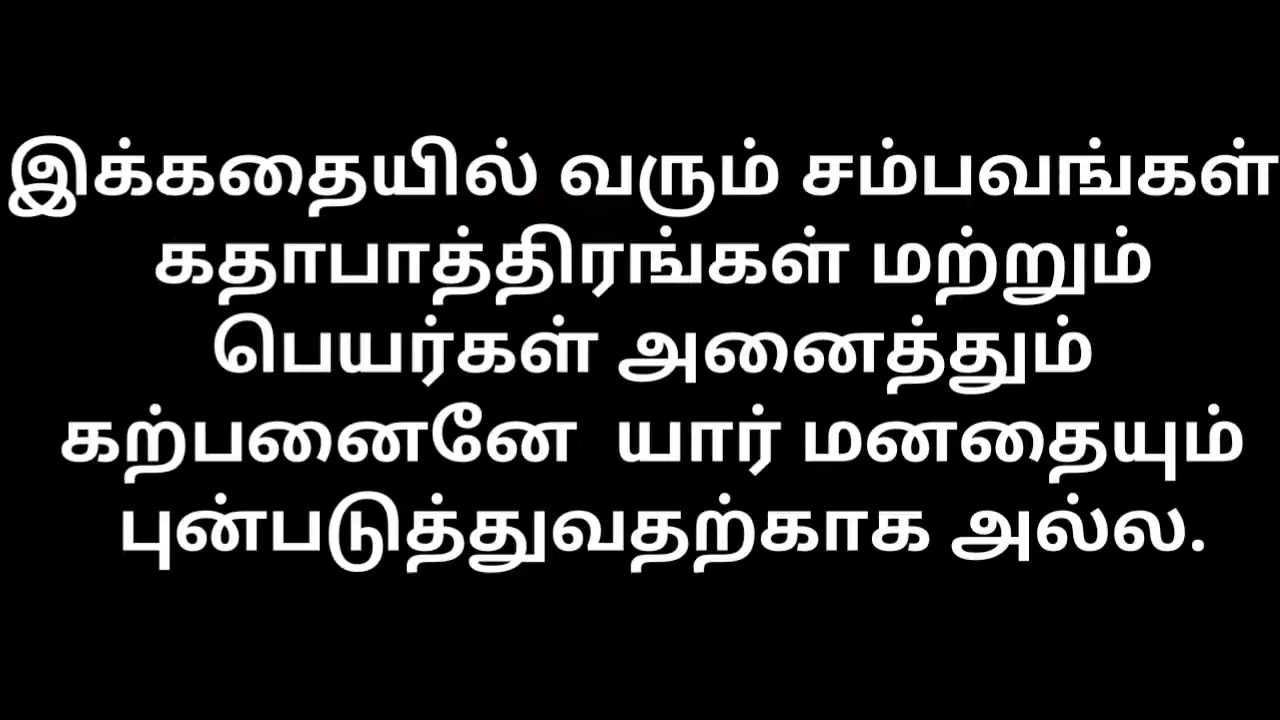 இக்கதையில் வரும் சம்பவங்கள்
கதாபாத்திரங்கள் மற்றும்
பெயர்கள் அனைத்தும்
கற்பனைனே யார் மனதையும்
புன்படுத்துவதற்காக அல்ல.